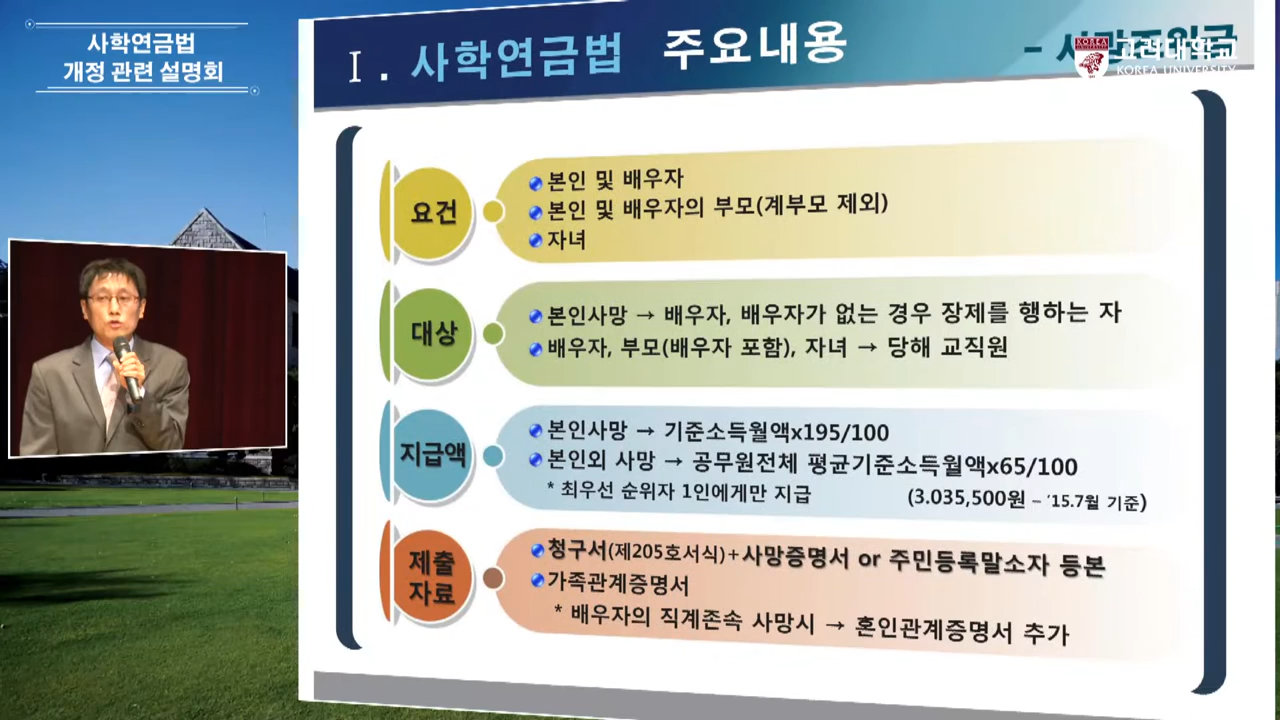 사학연금법
개정 관련 설명회
Ⅰ. 사학연금법 주요내용
KOREA
고려대학교
KOREA UNIVERSITY
요건
본인 및 배우자
본인 및 배우자의 부모(계부모 제외)
자녀
대상
본인사망 → 배우자, 배우자가 없는 경우 장제를 행하는 자
배우자, 부모(배우자 포함), 자녀 → 당해 교직원
지급액
본인사망 → 기준소득월액x195/100
본인외 사망 → 공무원전체 평균기준소득월액x65/100
* 최우선 순위자 1인에게만 지급 (3.035,500원 – ‘15.7월 기준)
제출
자료
청구서(제205호서식)+사망증명서 or 주민등록말소자 등본
가족관계증명서
* 배우자의 직계존속 사망시 → 혼인관계증명서 추가